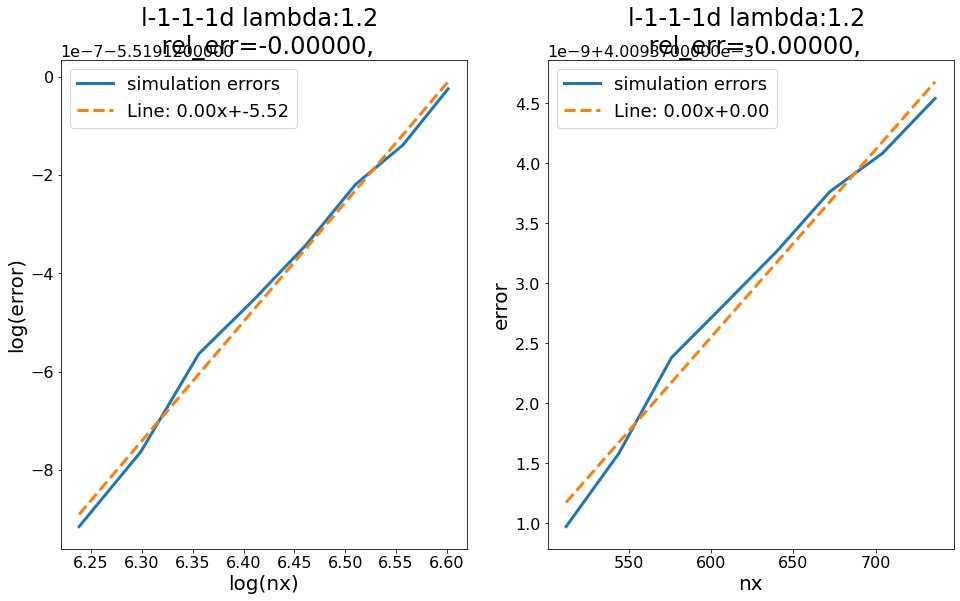 l-1-1-1d lambda:1.2
rel_err=-0.00000,
1e−7−5.5191200000
simulation errors
Line: 0.00x+-5.52
0
−2
−4
−6
−8
log(error)
6.25 6.30 6.35 6.40 6.45 6.50 6.55 6.60
log(nx)
l-1-1-1d lambda:1.2
rel_err=-0.00000,
1e−9+4.0093700000e−3
simulation errors
Line: 0.00x+0.00
4.5
4.0
3.5
3.0
2.5
2.0
1.5
1.0
error
550 600 650 700
nx